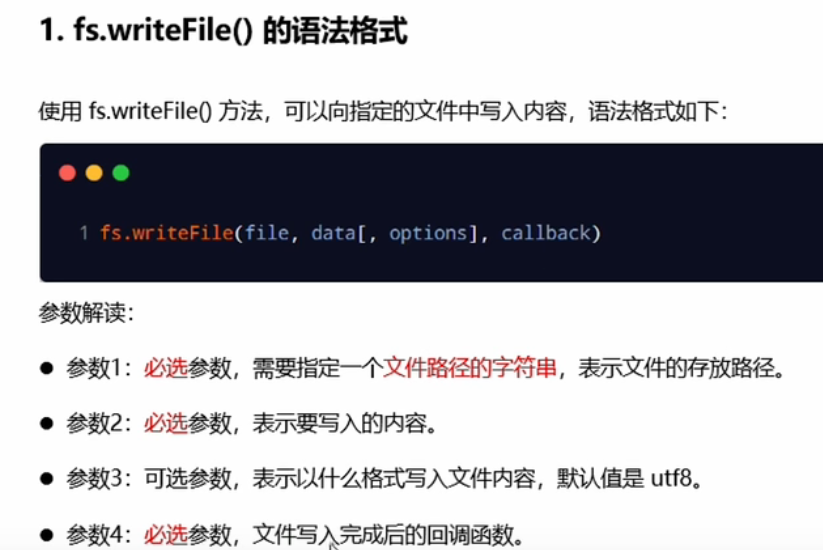 1. fs.writeFile() 的语法格式
使用 fs.writeFile() 方法，可以向指定的文件中写入内容，语法格式如下：
1 fs.writeFile(file, data[, options], callback)
参数解读：
● 参数1：必选参数，需要指定一个文件路径的字符串，表示文件的存放路径。
● 参数2：必选参数，表示要写入的内容。
● 参数3：可选参数，表示以什么格式写入文件内容，默认值是 utf8。
● 参数4：必选参数，文件写入完成后的回调函数。